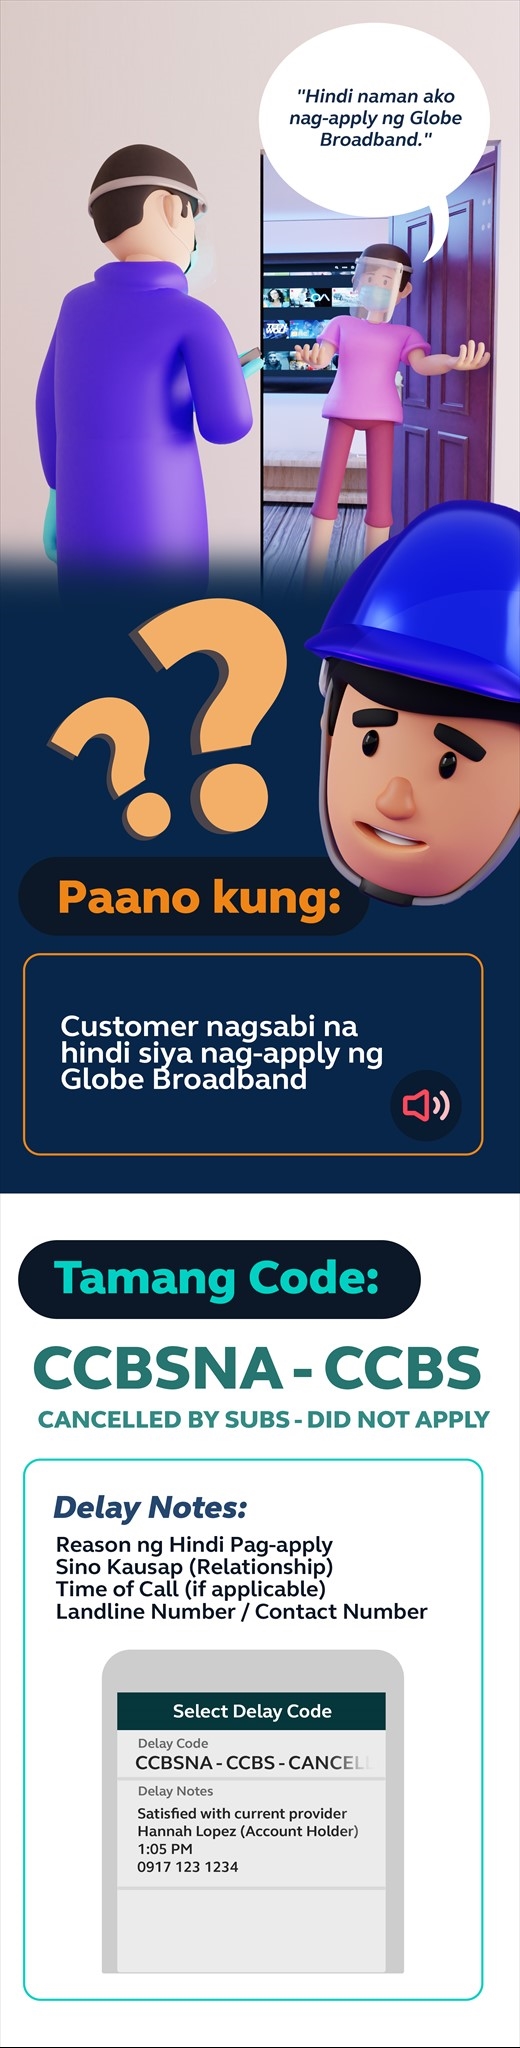 "Hindi naman ako
nag-apply ng Globe
Broadband."
Paano kung:
Customer nagsabi na
hindi siya nag-apply ng
Globe Broadband
Tamang Code:
CCBSNA - CCBS
CANCELLED BY SUBS - DID NOT APPLY
Delay Notes:
Reason ng Hindi Pag-apply
Sino Kausap (Relationship)
Time of Call (if applicable)
Landline Number / Contact Number
Select Delay Code
Delay Code
CCBSNA - CCBS - CANCELL
Delay Notes
Satisfied with current provider
Hannah Lopez (Account Holder)
1:05 PM
0917 123 1234